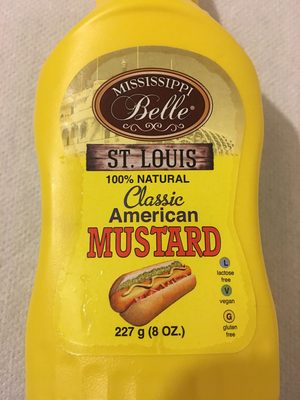 MISSISSIPPI
Belle®
ST. LOUIS
100% NATURAL
Classic
American
MUSTARD
227 g (8 OZ.)
L
lactose
free
V
vegan
G
gluten
free